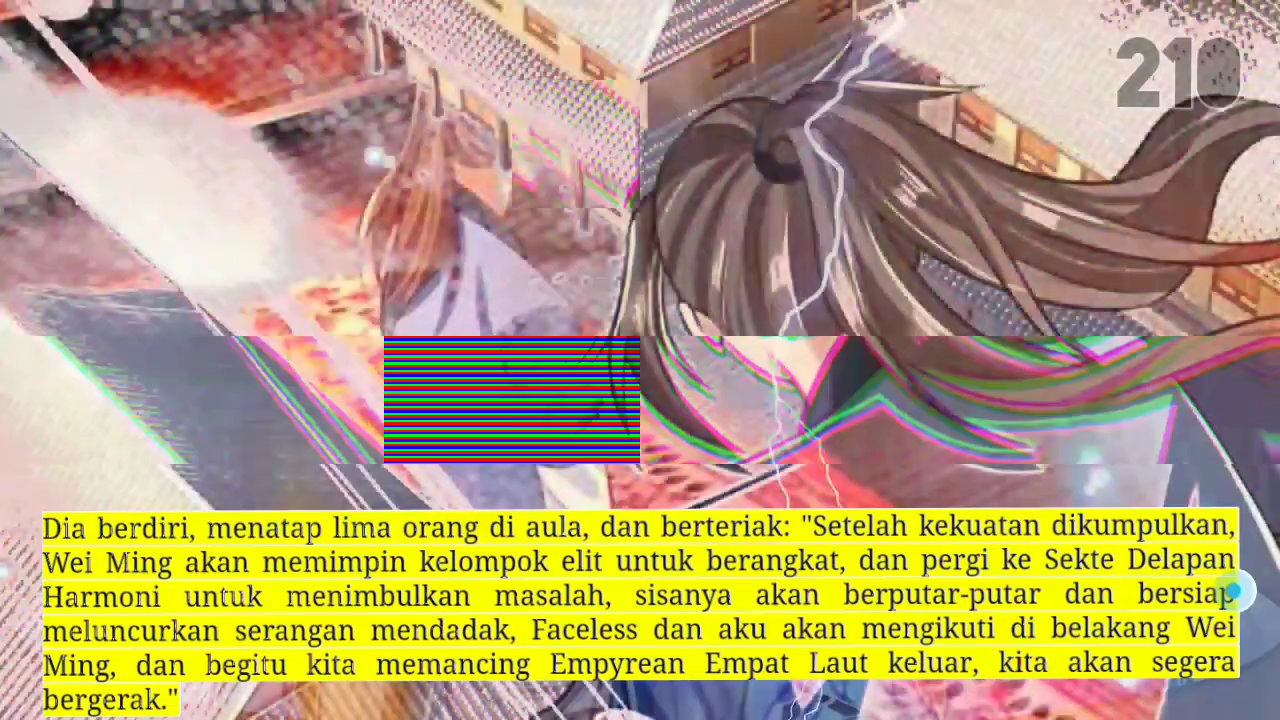 210
Dia berdiri, menatap lima orang di aula, dan berteriak: "Setelah kekuatan dikumpulkan,
Wei Ming akan memimpin kelompok elit untuk berangkat, dan pergi ke Sekte Delapan
Harmoni untuk menimbulkan masalah, sisanya akan berputar-putar dan bersiap
meluncurkan serangan mendadak, Faceless dan aku akan mengikuti di belakang Wei
Ming, dan begitu kita memancing Empyrean Empat Laut keluar, kita akan segera
bergerak."